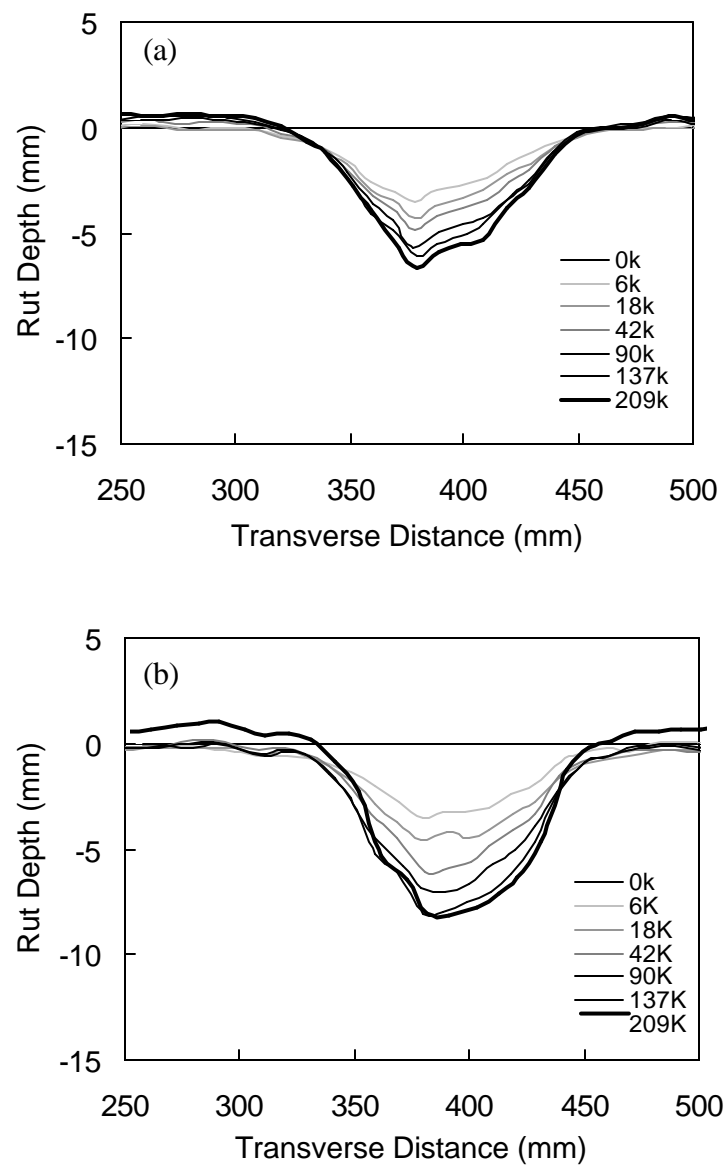 5
(a)
0
Rut Depth (mm)
-5
0k
6k
18k
42k
-10
90k
137k
209k
-15
250 300 350 400 450 500
Transverse Distance (mm)
5
(b)
0
Rut Depth (mm)
-5
0k
6K
18K
-10
42K
90K
137K
209K
-15
250 300 350 400 450 500
Transverse Distance (mm)